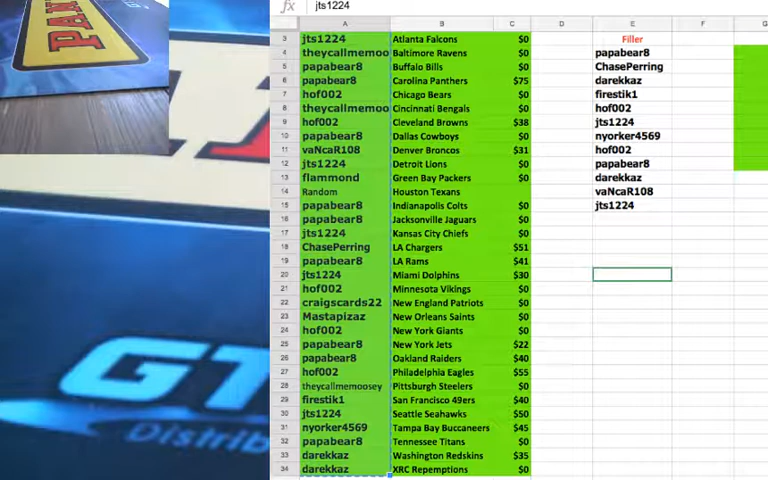 PAN
GT
Distrib
fx jts1224
A B C D E F G
3 jts1224 Atlanta Falcons $0 Filler
4 theycallmemoo Baltimore Ravens $0 papabear8
5 papabear8 Buffalo Bills $0 ChasePerring
6 papabear8 Carolina Panthers $75 darekkaz
7 hof002 Chicago Bears $0 firestik1
8 theycallmemoo Cincinnati Bengals $0 hof002
9 hof002 Cleveland Browns $38 jts1224
10 papabear8 Dallas Cowboys $0 nyorker4569
11 vaNcaR108 Denver Broncos $31 hof002
12 jts1224 Detroit Lions $0 papabear8
13 flammond Green Bay Packers $0 darekkaz
14 Random Houston Texans vaNcaR108
15 papabear8 Indianapolis Colts $0 jts1224
16 papabear8 Jacksonville Jaguars $0
17 jts1224 Kansas City Chiefs $0
18 ChasePerring LA Chargers $51
19 papabear8 LA Rams $41
20 jts1224 Miami Dolphins $30
21 hof002 Minnesota Vikings $0
22 craigscards22 New England Patriots $0
23 Mastapizaz New Orleans Saints $0
24 hof002 New York Giants $0
25 papabear8 New York Jets $22
26 papabear8 Oakland Raiders $40
27 hof002 Philadelphia Eagles $55
28 theycallmemoosey Pittsburgh Steelers $0
29 firestik1 San Francisco 49ers $40
30 jts1224 Seattle Seahawks $50
31 nyorker4569 Tampa Bay Buccaneers $45
32 papabear8 Tennessee Titans $0
33 darekkaz Washington Redskins $35
34 darekkaz XRC Repemptions $0